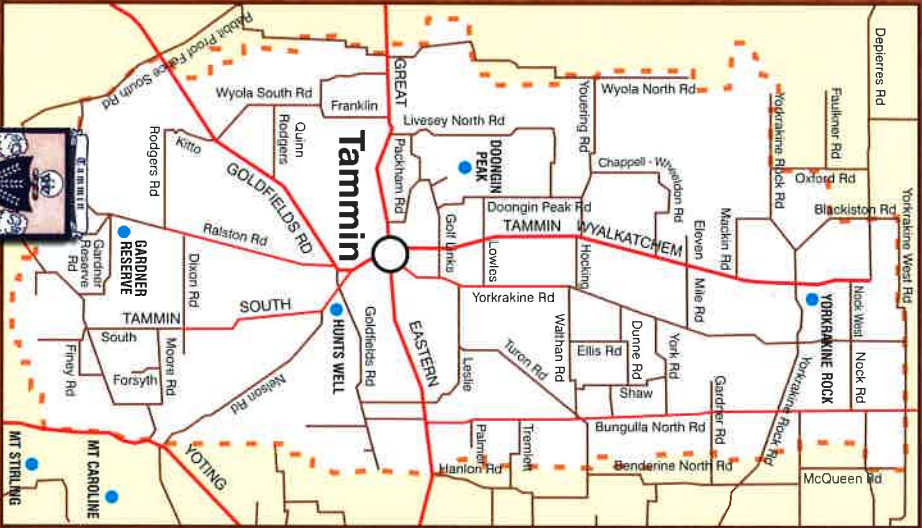 Rabbit Proof Fence South Rd
GREAT
Depierres Rd
Wyola South Rd
Franklin
Wyola North Rd
Youering Rd
Yorkrakine Rock Rd
Faulkner Rd
Livesey North Rd
Quinn
Rodgers
Rodgers Rd
Kitto
Tammin
Packham Rd
DOONGIN
PEAK
Chappell - W
eeldon Rd
Oxford Rd
GOLDFIELDS RD
Doongin Peak Rd
Blackiston Rd
Yorkrakine West Rd
Golf Links
TAMMIN
WYALKATCHEM
Eleven
Mile Rd
Mackin Rd
Ralston Rd
Gardner
Reserve Rd
GARDNER
RESERVE
Dixon Rd
Lowles
Hocking
Yorkrakine Rd
YORKRAKINE ROCK
Nock West
Nock Rd
TAMMIN
SOUTH
HUNTS WELL
Goldfields Rd
EASTERN
South
Moore Rd
Finey Rd
Forsyth
Nelson Rd
Leslie
Turon Rd
Walthan Rd
Ellis Rd
Dunne Rd
York Rd
Shaw
Gardner Rd
Yorkrakine Rock Rd
Bungulla North Rd
Palmer
Tremlett
Hanlon Rd
Benderine North Rd
McQueen Rd
YOTING
MT STIRLING
MT CAROLINE